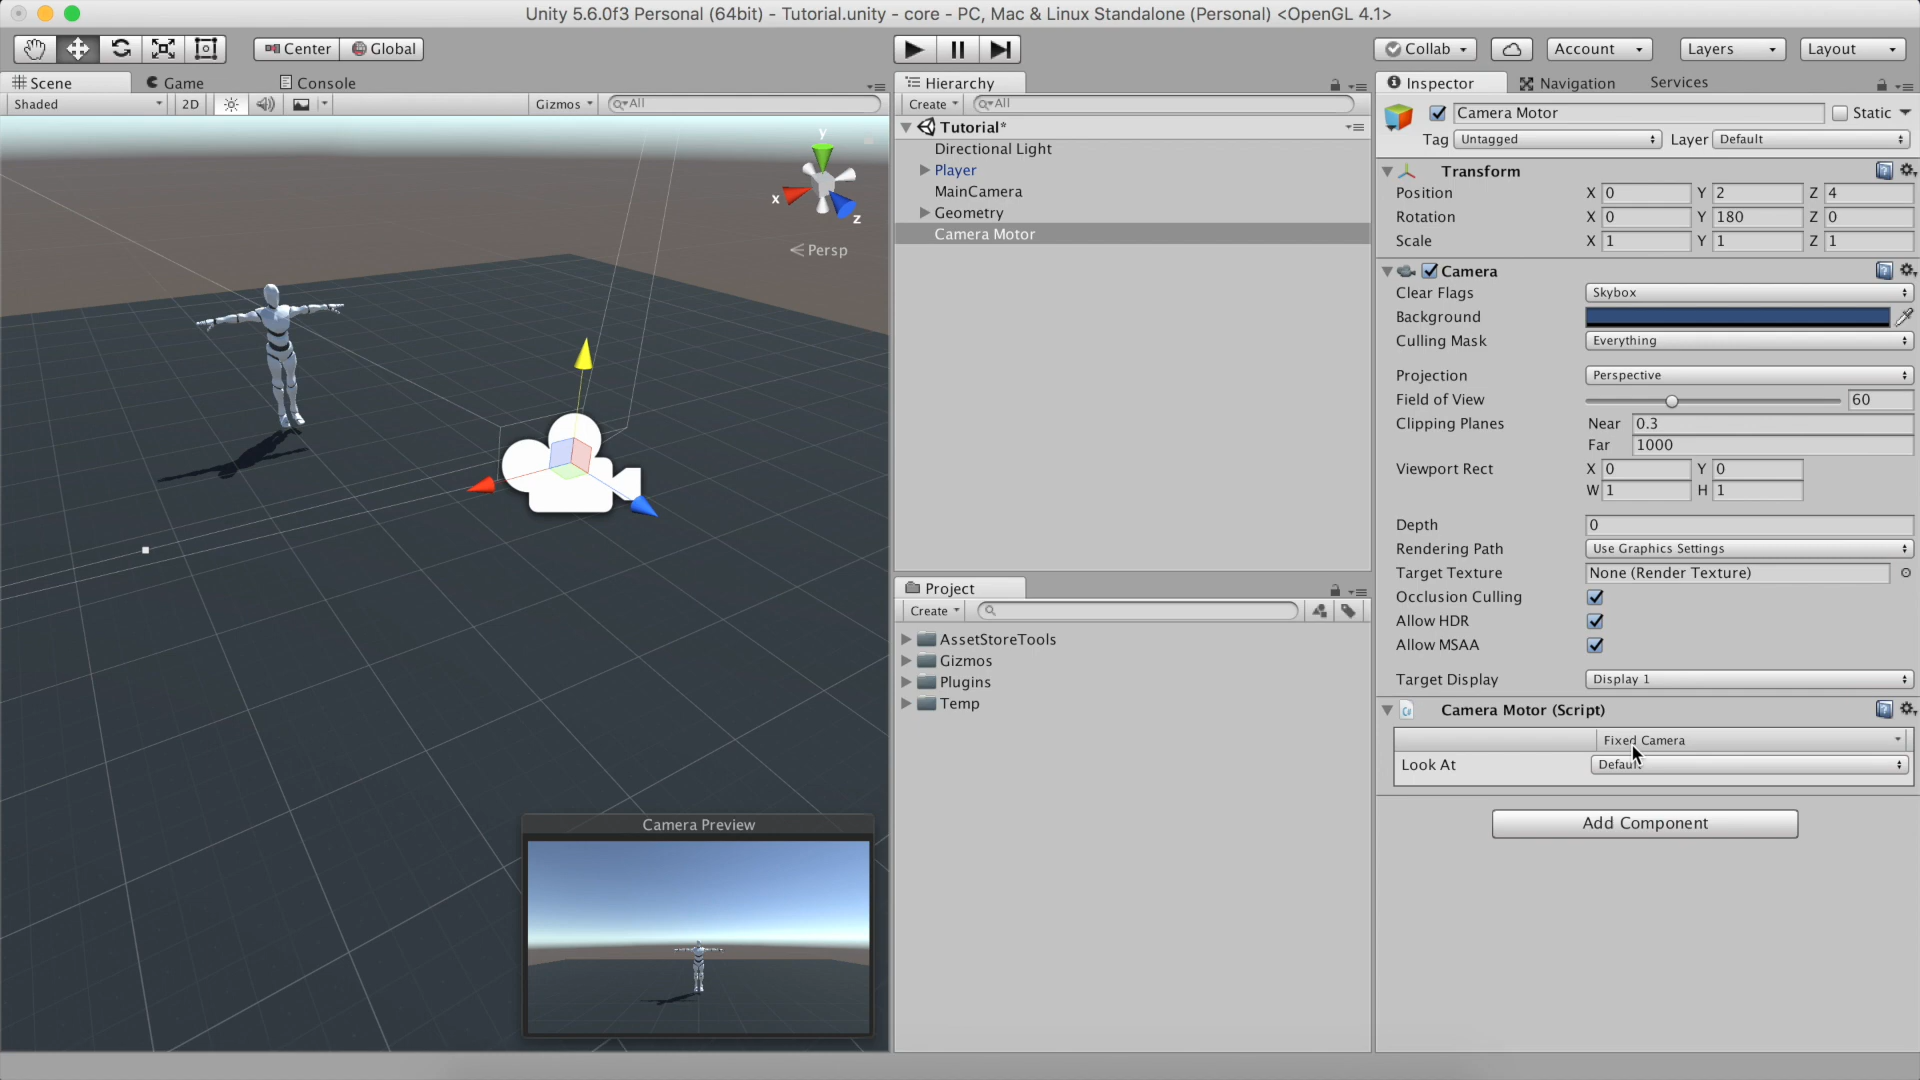 Unity 5.6.0f3 Personal (64bit) - Tutorial.unity - core - PC, Mac & Linux Standalone (Personal) <OpenGL 4.1>
Center Global Collab Account Layers Layout
Scene Game Console
Shaded 2D Gizmos All
y
x
z
Persp
Camera Preview
Hierarchy
Create All
Tutorial*
Directional Light
Player
MainCamera
Geometry
Camera Motor
Project
Create
AssetStoreTools
Gizmos
Plugins
Temp
Inspector Navigation Services
Camera Motor Static
Tag Untagged Layer Default
Transform
Position X 0 Y 2 Z 4
Rotation X 0 Y 180 Z 0
Scale X 1 Y 1 Z 1
Camera
Clear Flags Skybox
Background
Culling Mask Everything
Projection Perspective
Field of View 60
Clipping Planes Near 0.3
Far 1000
Viewport Rect X 0 Y 0
W 1 H 1
Depth 0
Rendering Path Use Graphics Settings
Target Texture None (Render Texture)
Occlusion Culling
Allow HDR
Allow MSAA
Target Display Display 1
Camera Motor (Script)
Fixed Camera
Look At Default
Add Component